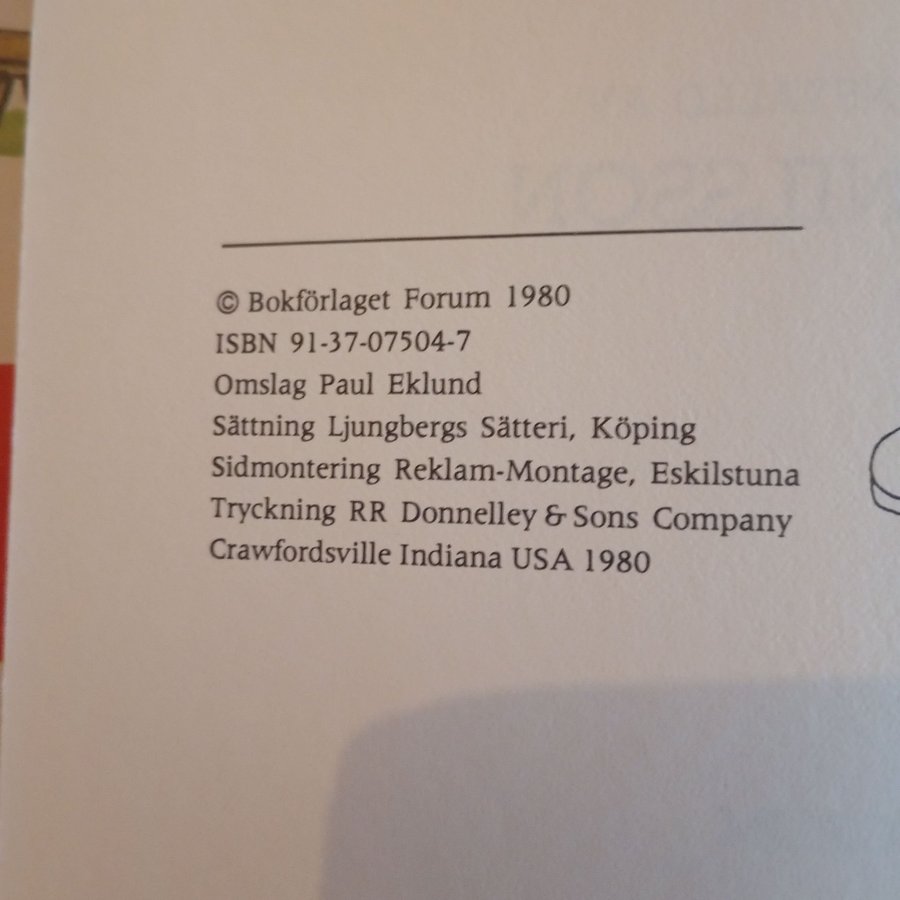 © Bokförlaget Forum 1980
ISBN 91-37-07504-7
Omslag Paul Eklund
Sättning Ljungbergs Sätteri, Köping
Sidmontering Reklam-Montage, Eskilstuna
Tryckning RR Donnelley & Sons Company
Crawfordsville Indiana USA 1980